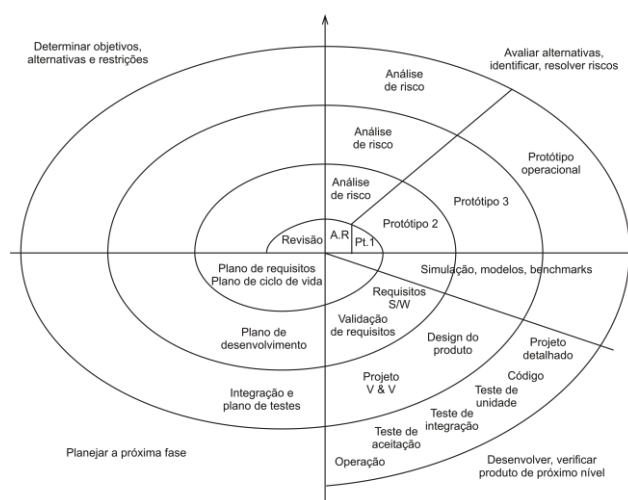 Determinar objetivos,
alternativas e restrições
Avaliar alternativas,
identificar, resolver riscos
Análise
de risco
Análise
de risco
Análise
de risco
Protótipo
operacional
Protótipo 3
Protótipo 2
Revisão
A.R
Pt.1
Plano de requisitos
Plano de ciclo de vida
Simulação, modelos, benchmarks
Requisitos
S/W
Validação
de requisitos
Plano de
desenvolvimento
Design do
produto
Projeto
detalhado
Código
Teste de
unidade
Projeto
V & V
Integração e
plano de testes
Teste de
integração
Teste de
aceitação
Operação
Planejar a próxima fase
Desenvolver, verificar
produto de próximo nível